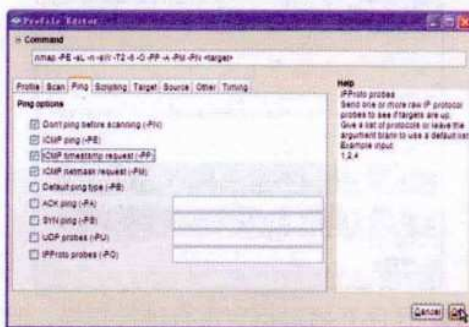 Profile Editor
Command
nmap -PE -sL -n -sW -T2 -6 -O -PP -A -PM -PN <target>
Profile Scan Ping Scripting Target Source Other Timing
Ping options
Don't ping before scanning (-PN)
ICMP ping (-PE)
ICMP timestamp request (-PP)
ICMP netmask request (-PM)
Default ping type (-PB)
ACK ping (-PA)
SYN ping (-PS)
UDP probes (-PU)
IPProto probes (-PO)
Help
IPProto probes
Send one or more raw IP protocol
probes to see if targets are up.
Give a list of protocols or leave the
argument blank to use a default list
Example input:
1,2,4
Cancel